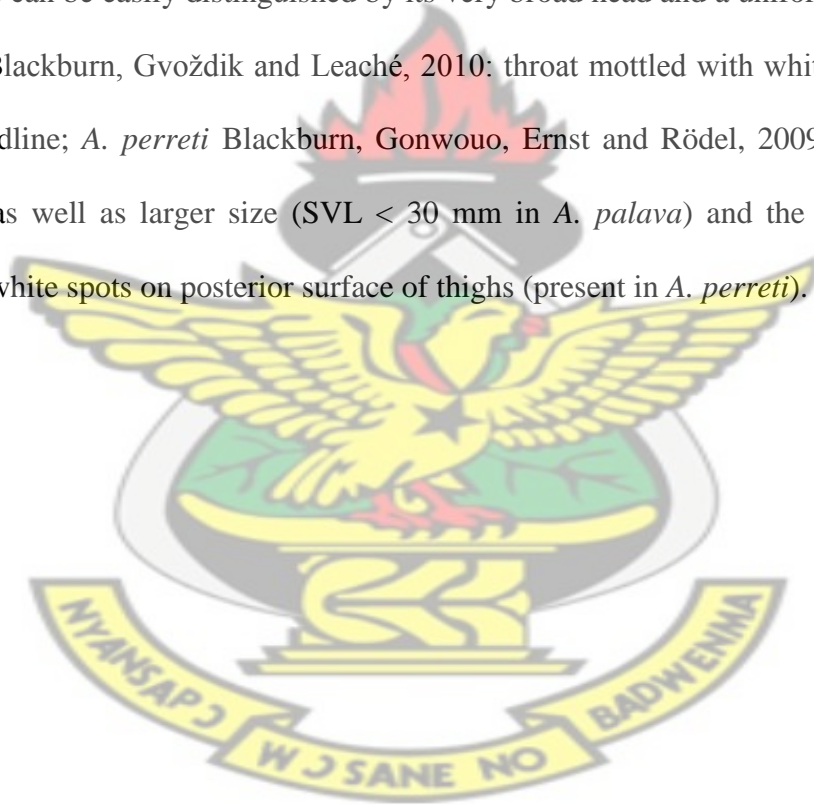 can be easily distinguished by its very broad head and a unifor
Blackburn, Gvoždik and Leaché, 2010: throat mottled with whit
dline; A. perreti Blackburn, Gonwouo, Ernst and Rödel, 2009
as well as larger size (SVL < 30 mm in A. palava) and the
white spots on posterior surface of thighs (present in A. perreti).
NYANSAPƆ
WƆSANE NO
BADWENMA